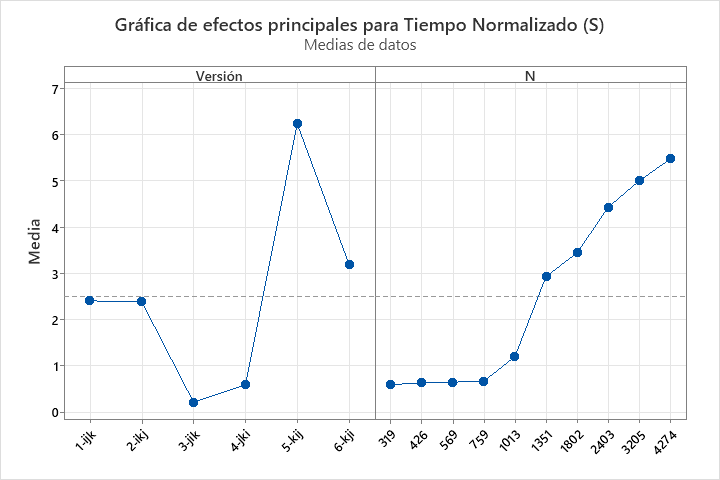 Gráfica de efectos principales para Tiempo Normalizado (S)
Medias de datos
Versión N
Media
7
6
5
4
3
2
1
0
1-ijk 2-ikj 3-jik 4-jki 5-kij 6-kji 319 426 569 759 1013 1351 1802 2403 3205 4274